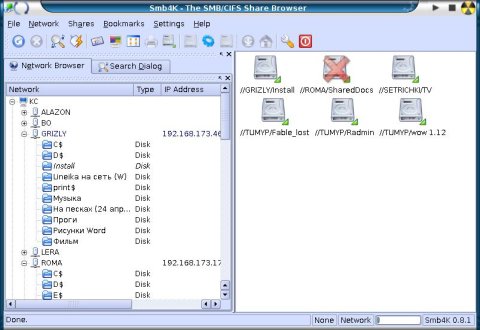 Smb4K - The SMB/CIFS Share Browser
File Network Shares Bookmarks Settings Help
Network Browser Search Dialog
Network Type IP Address
KC
ALAZON
BO
GRIZLY 192.168.173.46
C$ Disk
D$ Disk
Install Disk
Lineika на сеть (W) Disk
print$ Disk
Музыка Disk
На песках (24 апр... Disk
Проги Disk
Рисунки Word Disk
Фильм Disk
LERA
ROMA 192.168.173.17
C$ Disk
D$ Disk
E$ Disk
//GRIZLY/Install //ROMA/SharedDocs //SETRICHKI/TV
//TUMYP/Fable_lost //TUMYP/Radmin //TUMYP/wow 1.12
Done. None Network Smb4K 0.8.1